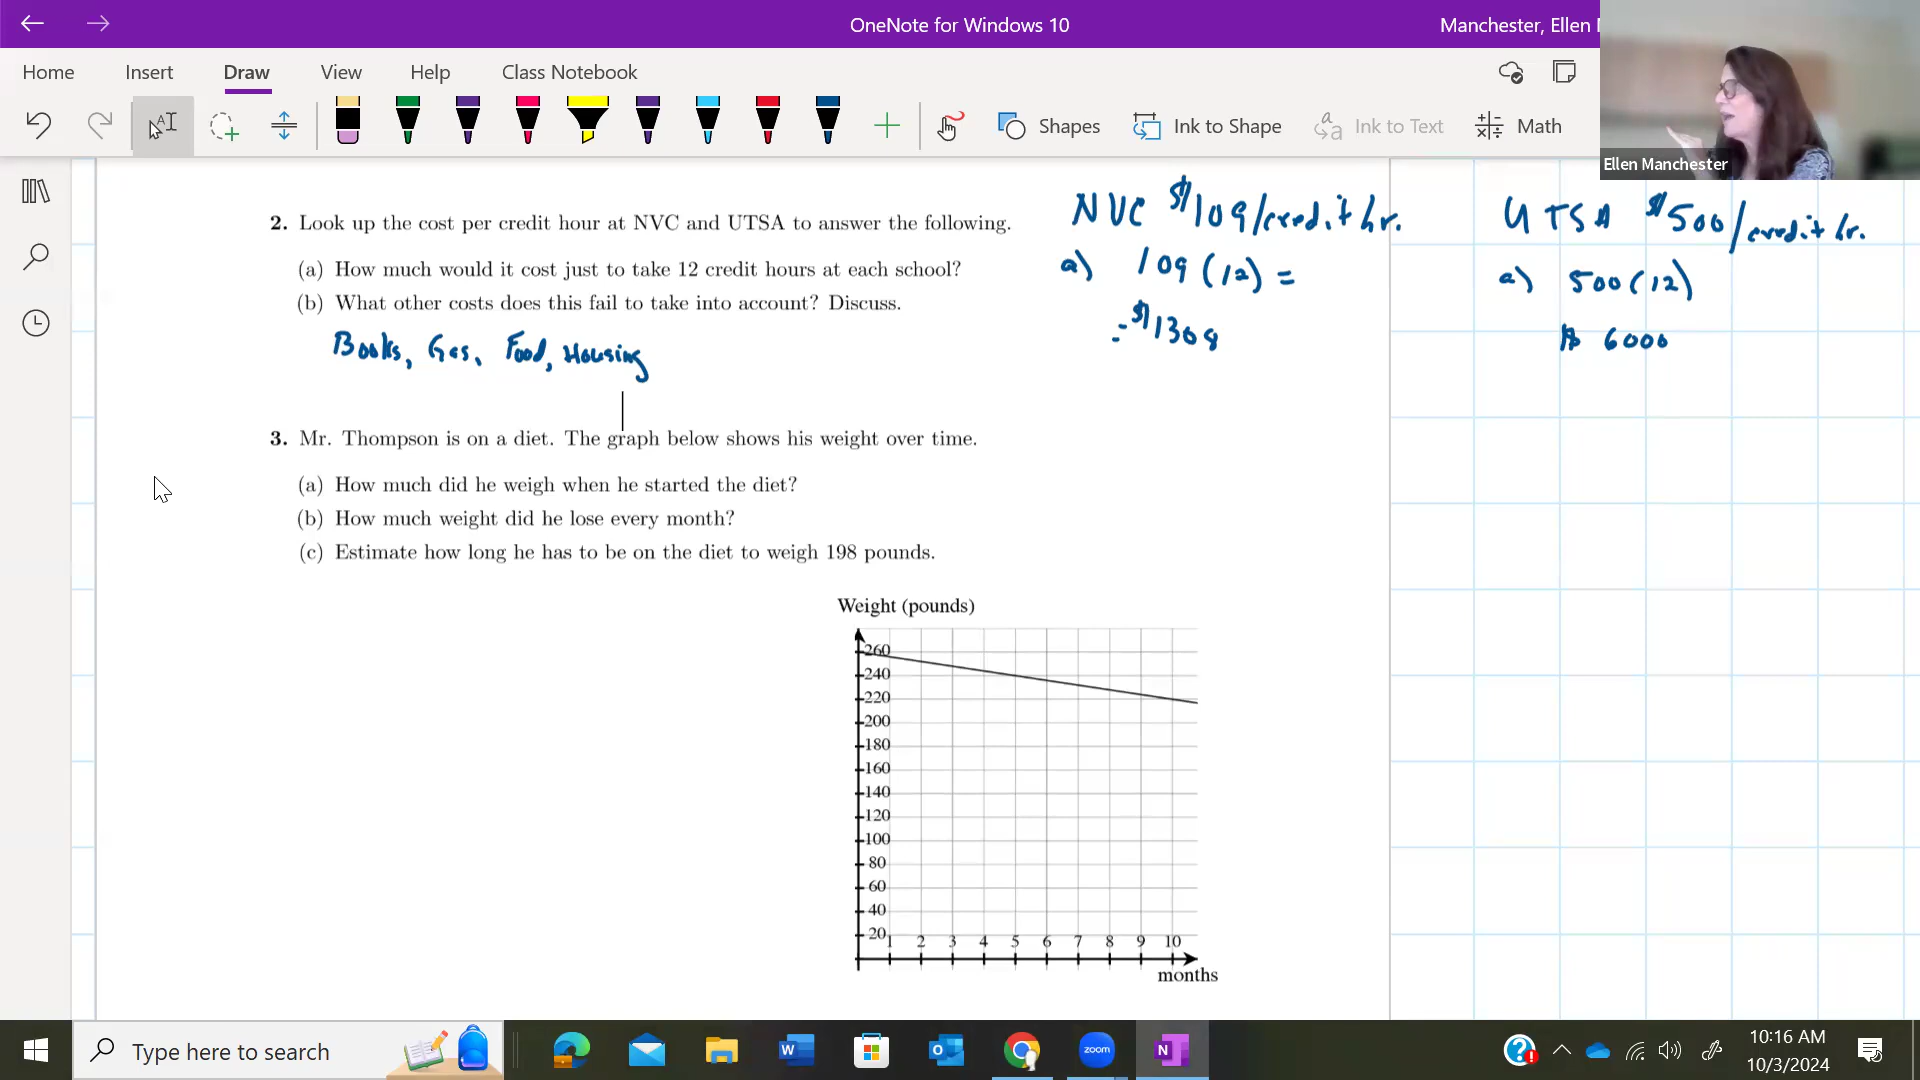 OneNote for Windows 10
Manchester, Ellen
Home Insert Draw View Help Class Notebook
Shapes Ink to Shape Ink to Text Math
Ellen Manchester
2. Look up the cost per credit hour at NVC and UTSA to answer the following.
(a) How much would it cost just to take 12 credit hours at each school?
(b) What other costs does this fail to take into account? Discuss.
Books, Gas, Food, Housing
NVC $109/credit hr.
a) 109 (12) =
= $1308
UTSA $500/credit hr.
a) 500 (12)
$ 6000
3. Mr. Thompson is on a diet. The graph below shows his weight over time.
(a) How much did he weigh when he started the diet?
(b) How much weight did he lose every month?
(c) Estimate how long he has to be on the diet to weigh 198 pounds.
Weight (pounds)
260
240
220
200
180
160
140
120
100
80
60
40
20
1 2 3 4 5 6 7 8 9 10
months
Type here to search
zoom
10:16 AM
10/3/2024